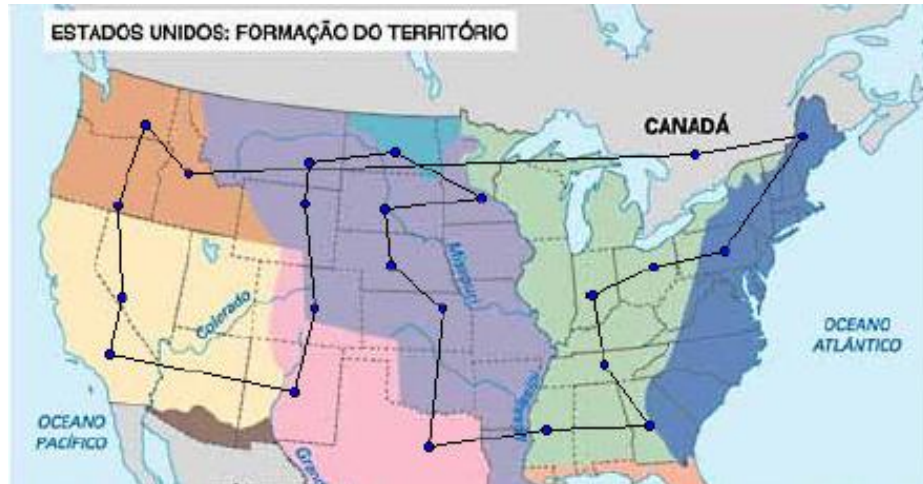 ESTADOS UNIDOS: FORMAÇÃO DO TERRITÓRIO
CANADÁ
Missouri
Colorado
OCEANO
ATLÂNTICO
Mississippi
OCEANO
PACÍFICO